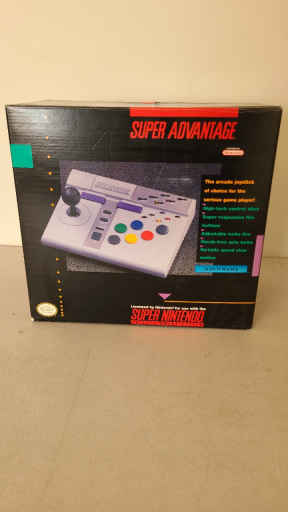 SUPER ADVANTAGE
The arcade joystick
of choice for the
serious game player!
High-tech control stick
Super responsive fire
buttons
Adjustable turbo fire
Hands-free auto turbo
Variable speed slow
motion
Licensed by Nintendo for use with the
SUPER NINTENDO